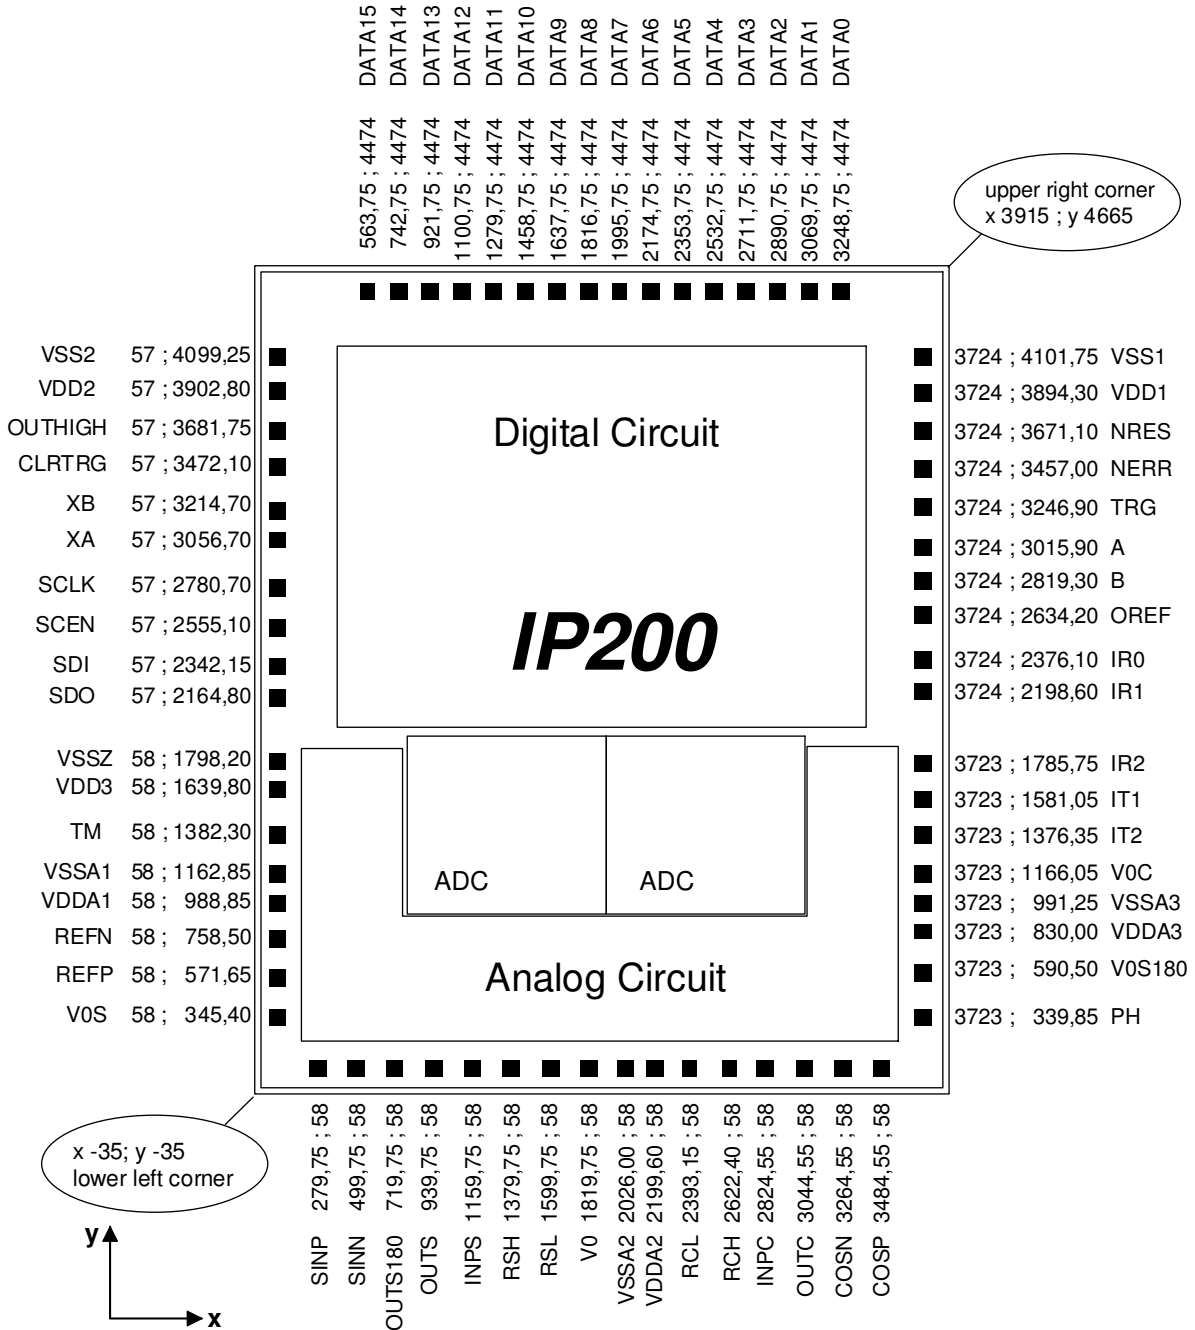 DATA15 563,75 ; 4474
DATA14 742,75 ; 4474
DATA13 921,75 ; 4474
DATA12 1100,75 ; 4474
DATA11 1279,75 ; 4474
DATA10 1458,75 ; 4474
DATA9 1637,75 ; 4474
DATA8 1816,75 ; 4474
DATA7 1995,75 ; 4474
DATA6 2174,75 ; 4474
DATA5 2353,75 ; 4474
DATA4 2532,75 ; 4474
DATA3 2711,75 ; 4474
DATA2 2890,75 ; 4474
DATA1 3069,75 ; 4474
DATA0 3248,75 ; 4474
upper right corner
x 3915 ; y 4665
VSS2 57 ; 4099,25
VDD2 57 ; 3902,80
OUTHIGH 57 ; 3681,75
CLRTRG 57 ; 3472,10
XB 57 ; 3214,70
XA 57 ; 3056,70
SCLK 57 ; 2780,70
SCEN 57 ; 2555,10
SDI 57 ; 2342,15
SDO 57 ; 2164,80
VSSZ 58 ; 1798,20
VDD3 58 ; 1639,80
TM 58 ; 1382,30
VSSA1 58 ; 1162,85
VDDA1 58 ; 988,85
REFN 58 ; 758,50
REFP 58 ; 571,65
V0S 58 ; 345,40
Digital Circuit
IP200
ADC
ADC
Analog Circuit
3724 ; 4101,75 VSS1
3724 ; 3894,30 VDD1
3724 ; 3671,10 NRES
3724 ; 3457,00 NERR
3724 ; 3246,90 TRG
3724 ; 3015,90 A
3724 ; 2819,30 B
3724 ; 2634,20 OREF
3724 ; 2376,10 IR0
3724 ; 2198,60 IR1
3723 ; 1785,75 IR2
3723 ; 1581,05 IT1
3723 ; 1376,35 IT2
3723 ; 1166,05 V0C
3723 ; 991,25 VSSA3
3723 ; 830,00 VDDA3
3723 ; 590,50 V0S180
3723 ; 339,85 PH
x -35; y -35
lower left corner
SINP 279,75 ; 58
SINN 499,75 ; 58
OUTS180 719,75 ; 58
OUTS 939,75 ; 58
INPS 1159,75 ; 58
RSH 1379,75 ; 58
RSL 1599,75 ; 58
V0 1819,75 ; 58
VSSA2 2026,00 ; 58
VDDA2 2199,60 ; 58
RCL 2393,15 ; 58
RCH 2622,40 ; 58
INPC 2824,55 ; 58
OUTC 3044,55 ; 58
COSN 3264,55 ; 58
COSP 3484,55 ; 58
y
x